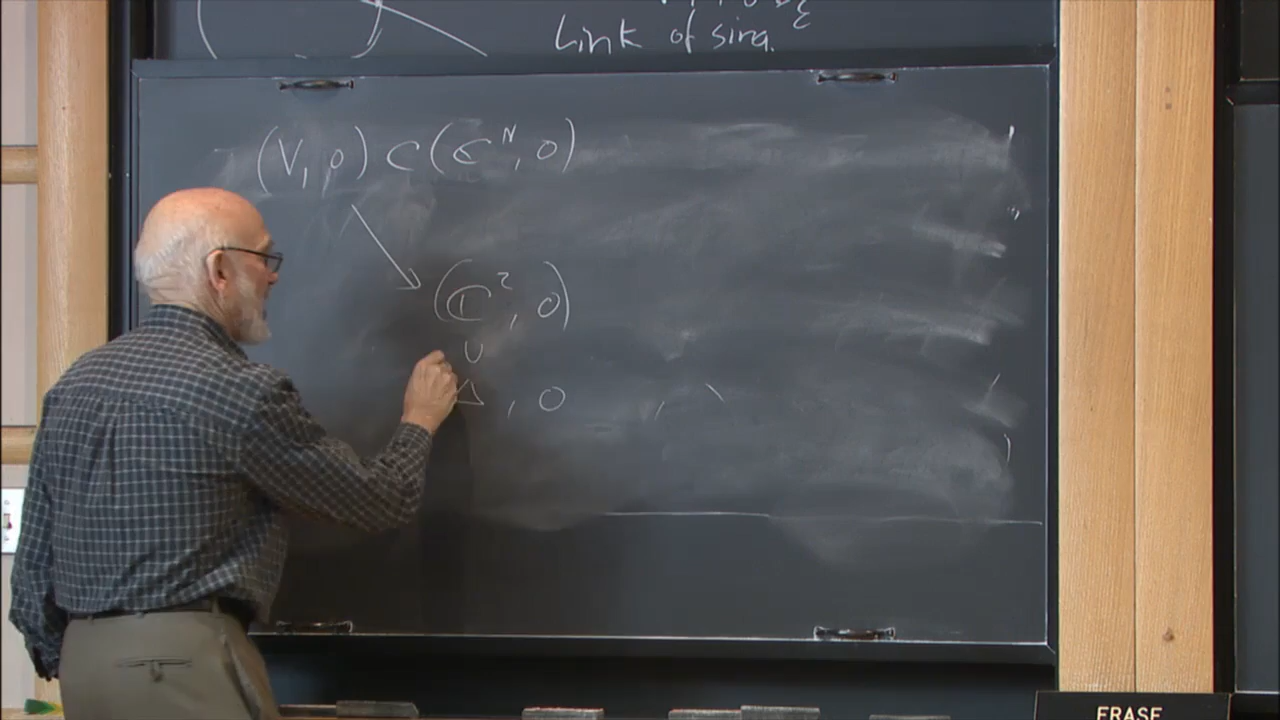 Link of sing.
(V, 0) ⊂ (ℂᴺ, 0)
(ℂ², 0)
∪
Δ, 0
ERASE